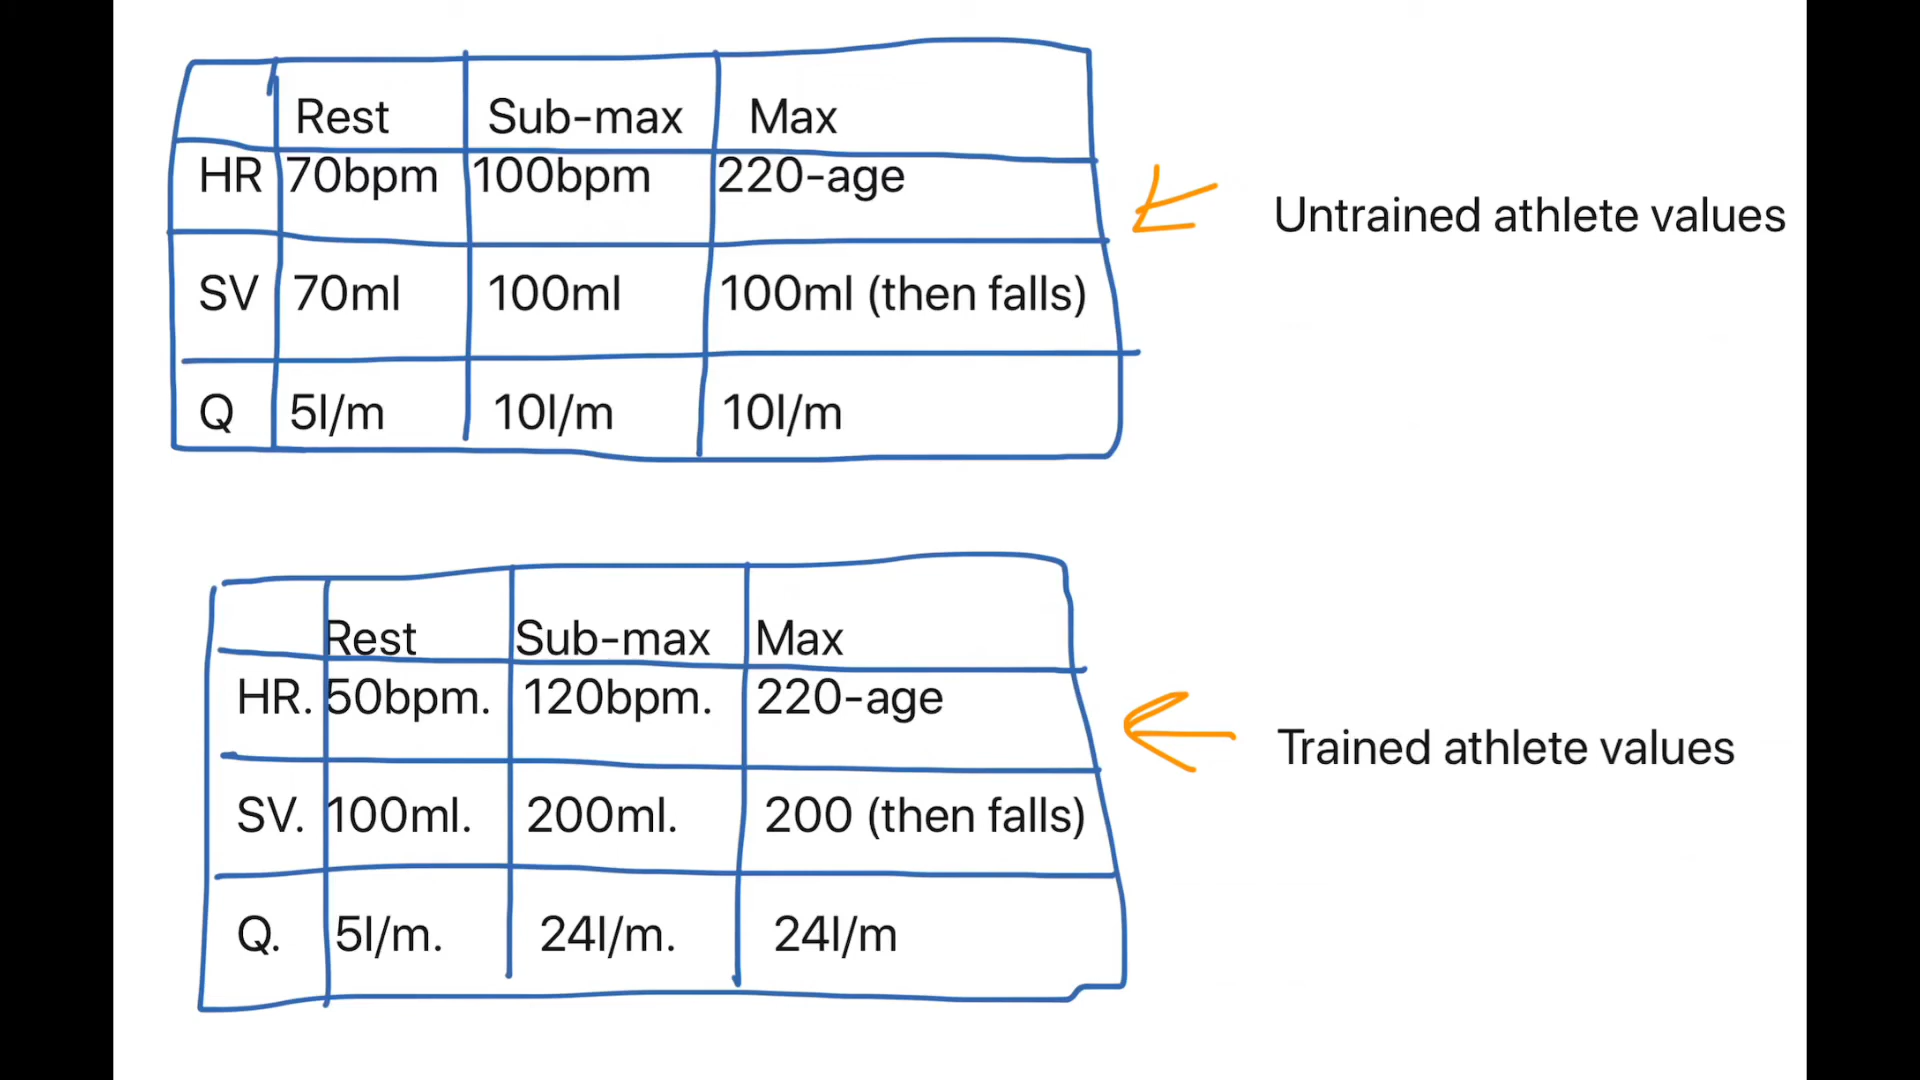 Rest Sub-max Max
HR 70bpm 100bpm 220-age
Untrained athlete values
SV 70ml 100ml 100ml (then falls)
Q 5l/m 10l/m 10l/m
Rest Sub-max Max
HR. 50bpm. 120bpm. 220-age
Trained athlete values
SV. 100ml. 200ml. 200 (then falls)
Q. 5l/m. 24l/m. 24l/m